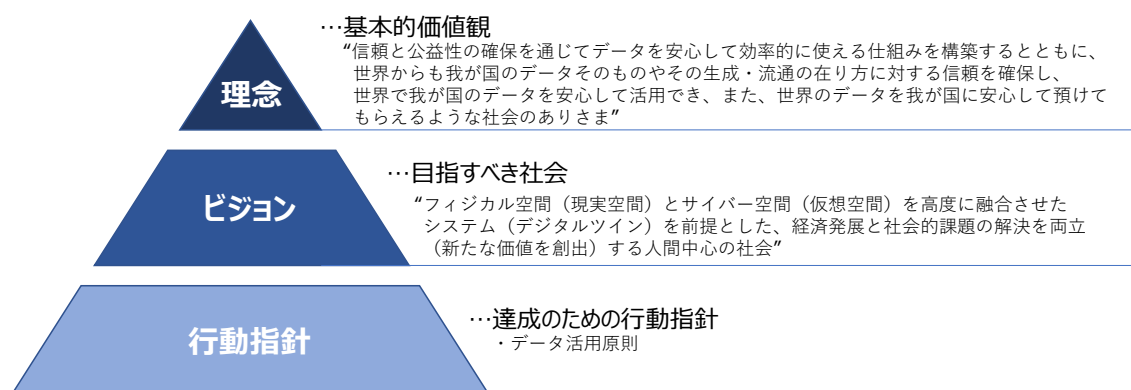 …基本的価値観
“信頼と公益性の確保を通じてデータを安心して効率的に使える仕組みを構築するとともに、
世界からも我が国のデータそのものやその生成・流通の在り方に対する信頼を確保し、
世界で我が国のデータを安心して活用でき、また、世界のデータを我が国に安心して預けて
もらえるような社会のありさま”
理念
…目指すべき社会
“フィジカル空間（現実空間）とサイバー空間（仮想空間）を高度に融合させた
システム（デジタルツイン）を前提とした、経済発展と社会的課題の解決を両立
（新たな価値を創出）する人間中心の社会”
ビジョン
…達成のための行動指針
・データ活用原則
行動指針